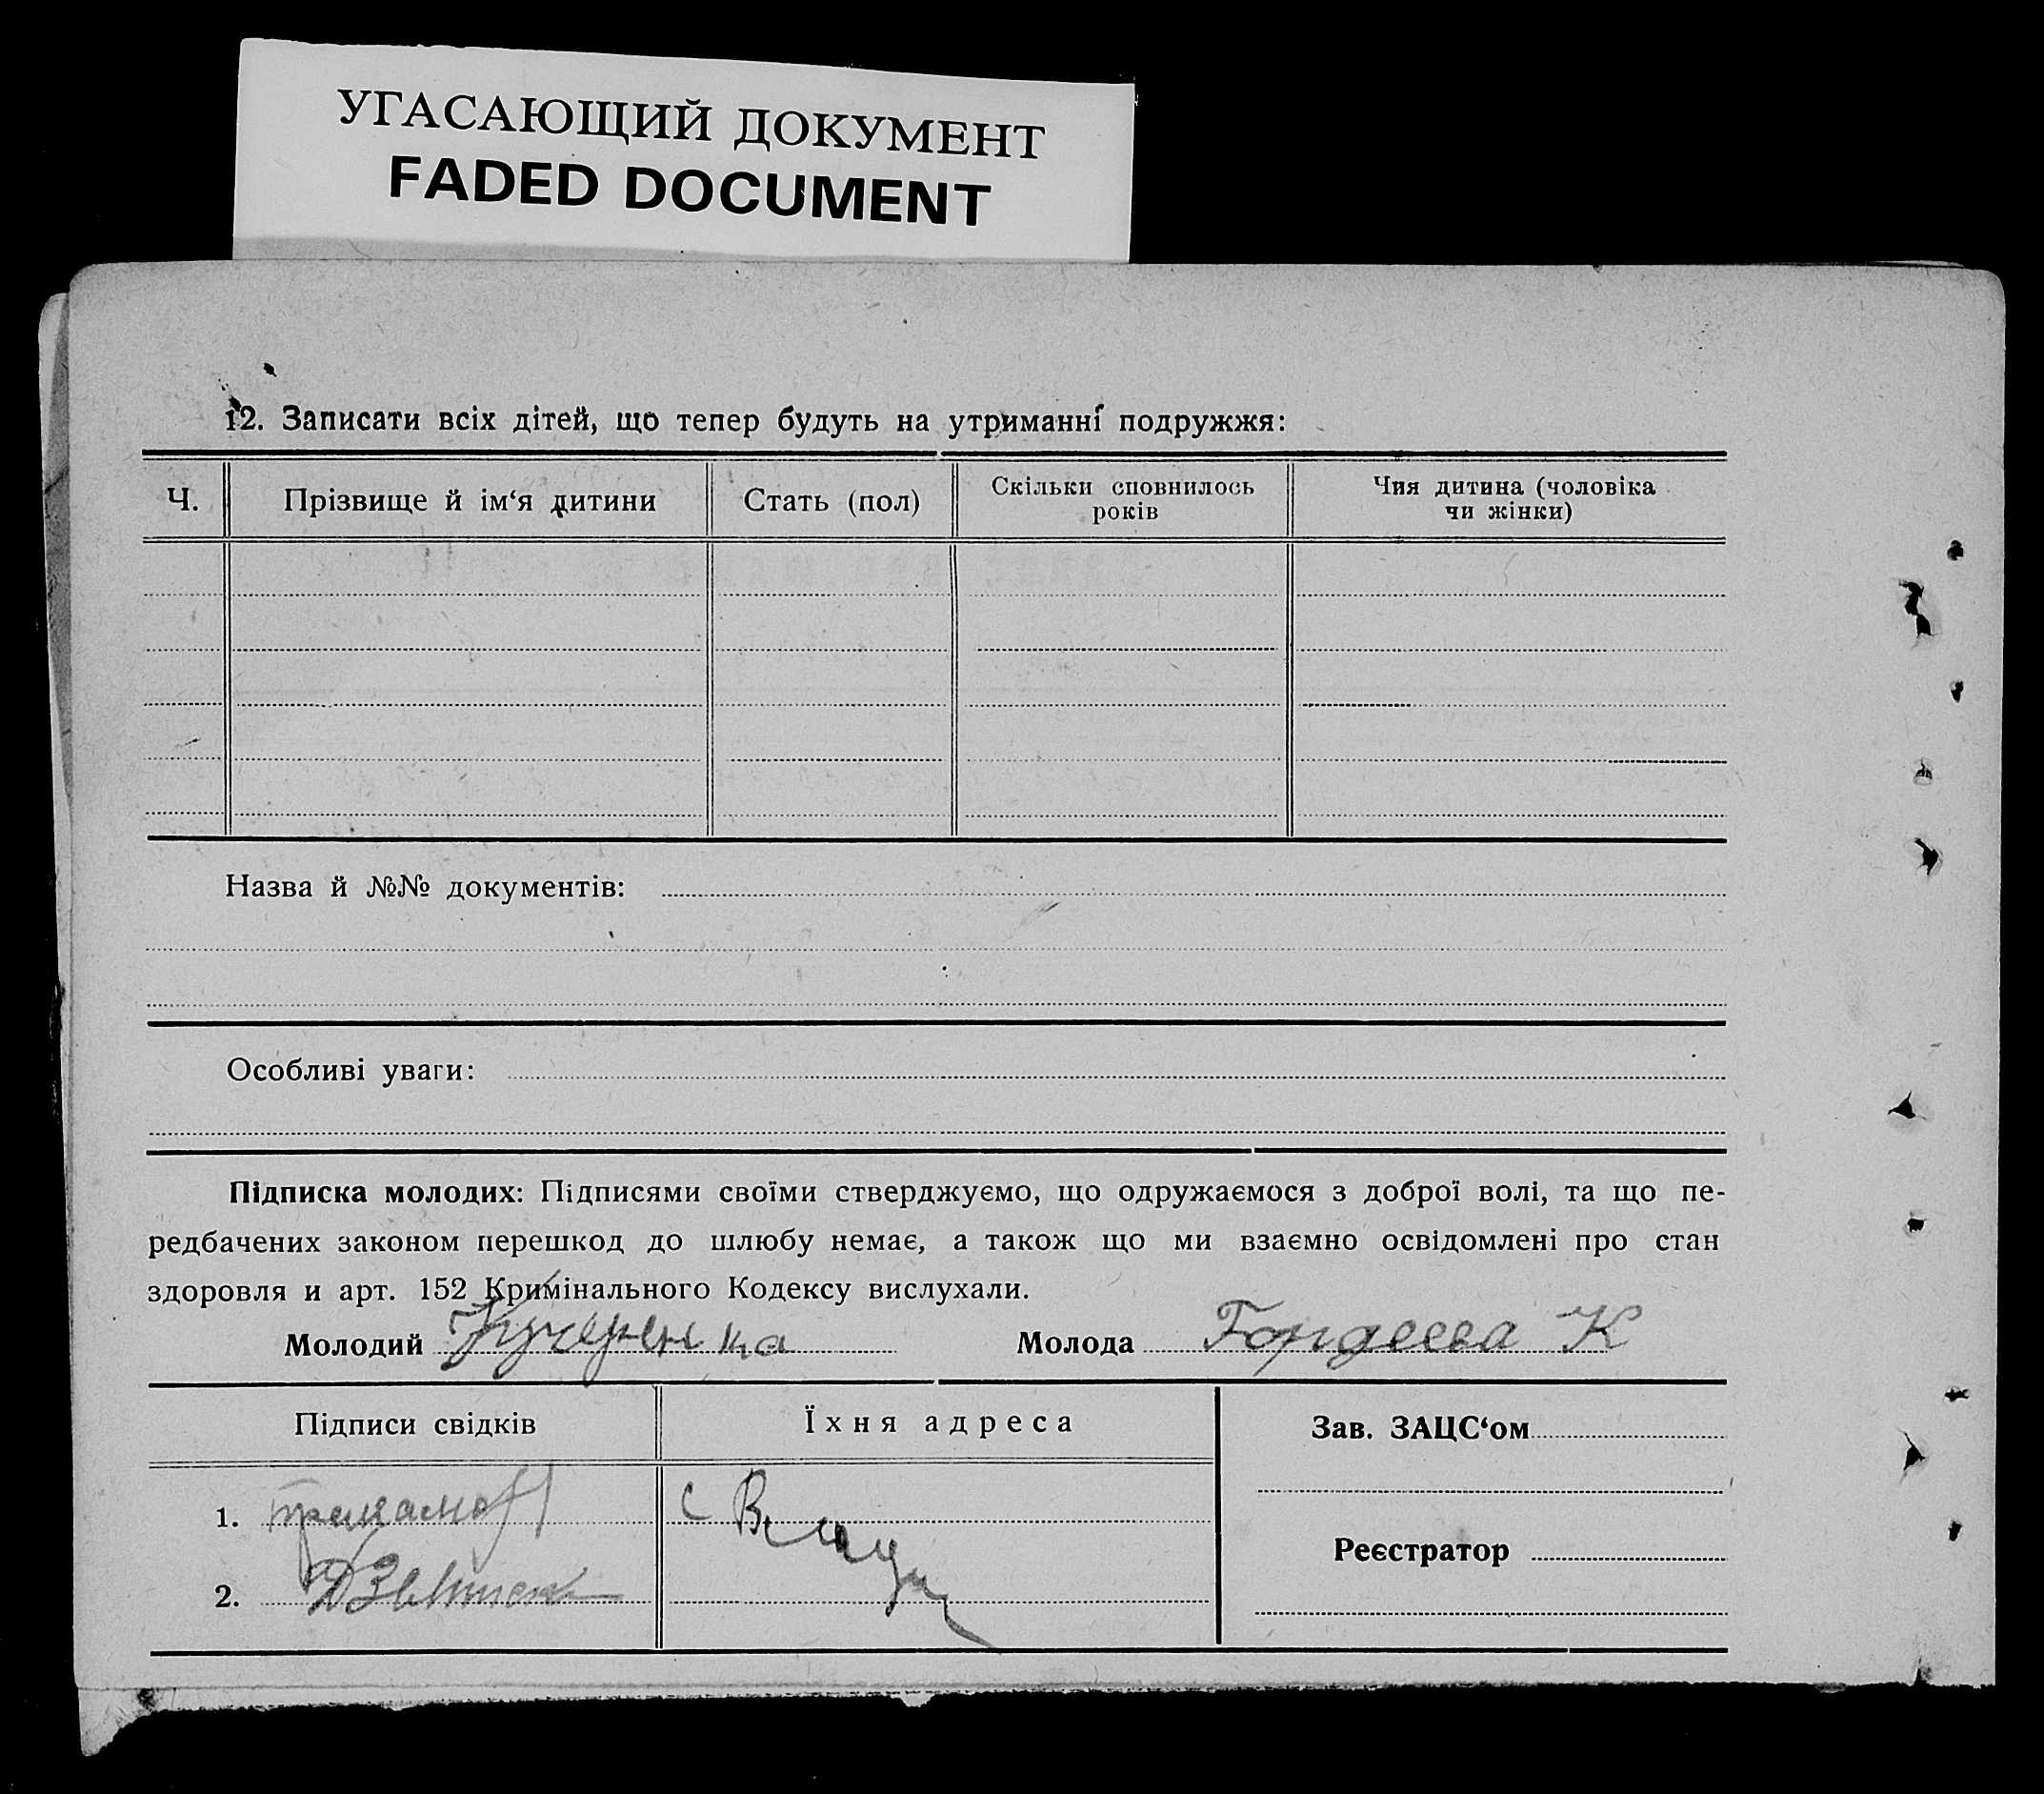 УГАСАЮЩИЙ ДОКУМЕНТ
FADED DOCUMENT
12. Записати всіх дітей, що тепер будуть на утриманні подружжя:
Ч.
Прізвище й ім‘я дитини
Стать (пол)
Скільки сповнилось
років
Чия дитина (чоловіка
чи жінки)
Назва й №№ документів:
Особливі уваги:
Підписка молодих: Підписями своїми стверджуємо, що одружаємося з доброї волі, та що пе-
редбачених законом перешкод до шлюбу немає, а також що ми взаємно освідомлені про стан
здоровля и арт. 152 Кримінального Кодексу вислухали.
Молодий
Молода Гордеева К
Підписи свідків
Їхня адреса
Зав. ЗАЦС‘ом
1. 
с
Реєстратор
2.